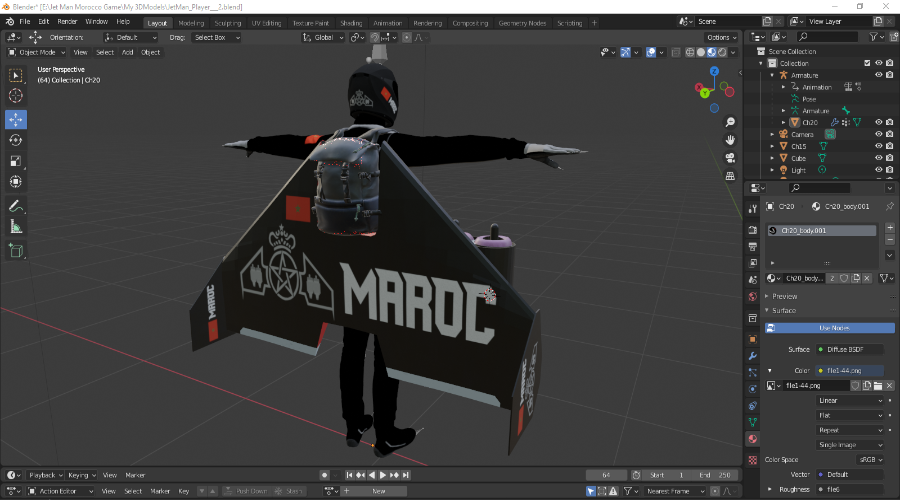 Blender* [E:\Jet Man Morocco Game\My 3DModels\JetMan_Player___2.blend]
File Edit Render Window Help Layout Modeling Sculpting UV Editing Texture Paint Shading Animation Rendering Compositing Geometry Nodes Scripting + Scene View Layer
Orientation: Default Drag: Select Box Global Options
Object Mode View Select Add Object
User Perspective
(64) Collection | Ch20
X
Y
Z
MAROC
MAROC
Scene Collection
Collection
Armature
Animation
Pose
Armature
Ch20
Camera
Ch15
Cube
Light
Ch20 Ch20_body.001
Ch20_body.001
Ch20_body... 2
Preview
Surface
Use Nodes
Surface Diffuse BSDF
Color file1-44.png
file1-44.png
Linear
Flat
Repeat
Single Image
Color Space sRGB
Vector Default
Roughness file6
Playback Keying View Marker 64 Start 1 End 250
Action Editor View Select Marker Key Push Down Stash New Nearest Frame